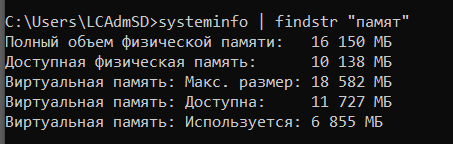 C:\Users\LCAdmSD>systeminfo | findstr "памят"
Полный объем физической памяти:   16 150 МБ
Доступная физическая память:      10 138 МБ
Виртуальная память: Макс. размер: 18 582 МБ
Виртуальная память: Доступна:     11 727 МБ
Виртуальная память: Используется: 6 855 МБ